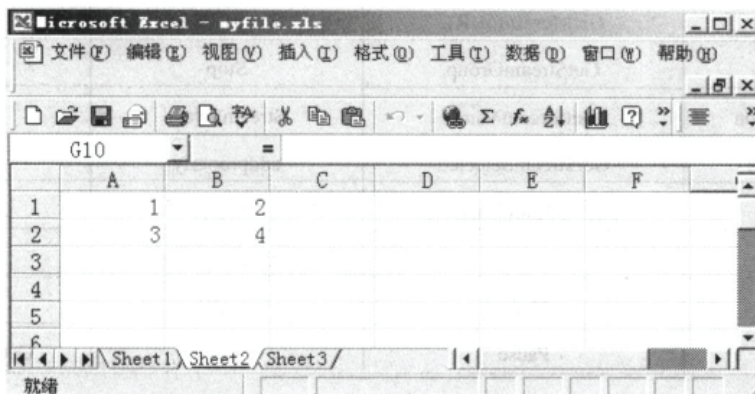 Microsoft Excel - myfile.xls
文件(F) 编辑(E) 视图(V) 插入(I) 格式(O) 工具(T) 数据(D) 窗口(W) 帮助(H)
G10 =
A B C D E F
1 1 2
2 3 4
3
4
5
6
Sheet1 Sheet2 Sheet3
就绪